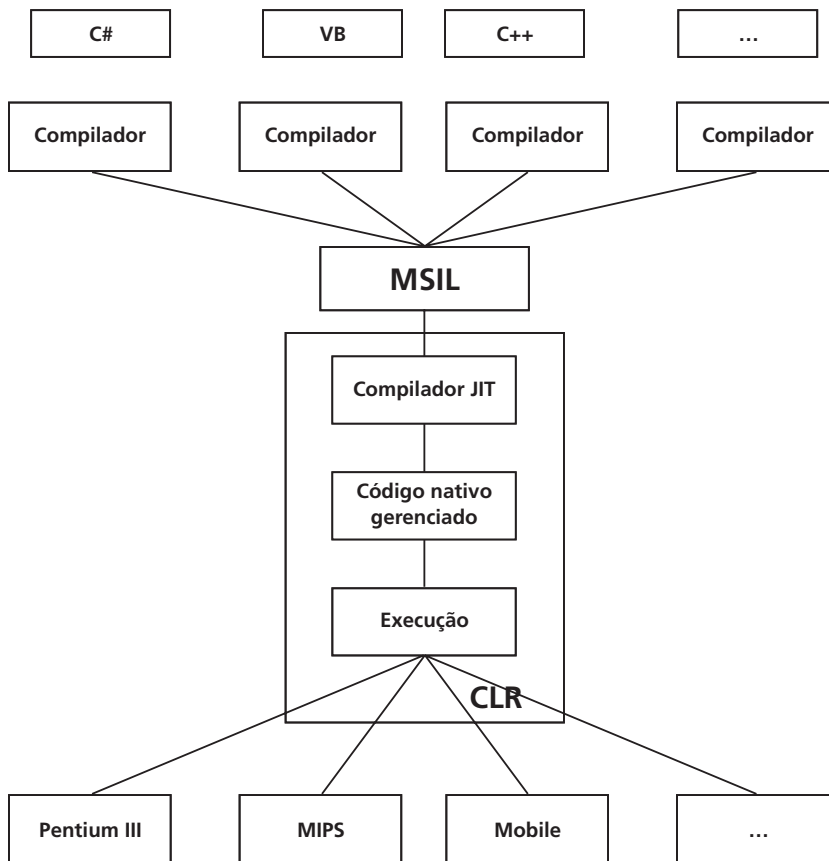 C#
VB
C++
...
Compilador
Compilador
Compilador
Compilador
MSIL
Compilador JIT
Código nativo
gerenciado
Execução
CLR
Pentium III
MIPS
Mobile
...